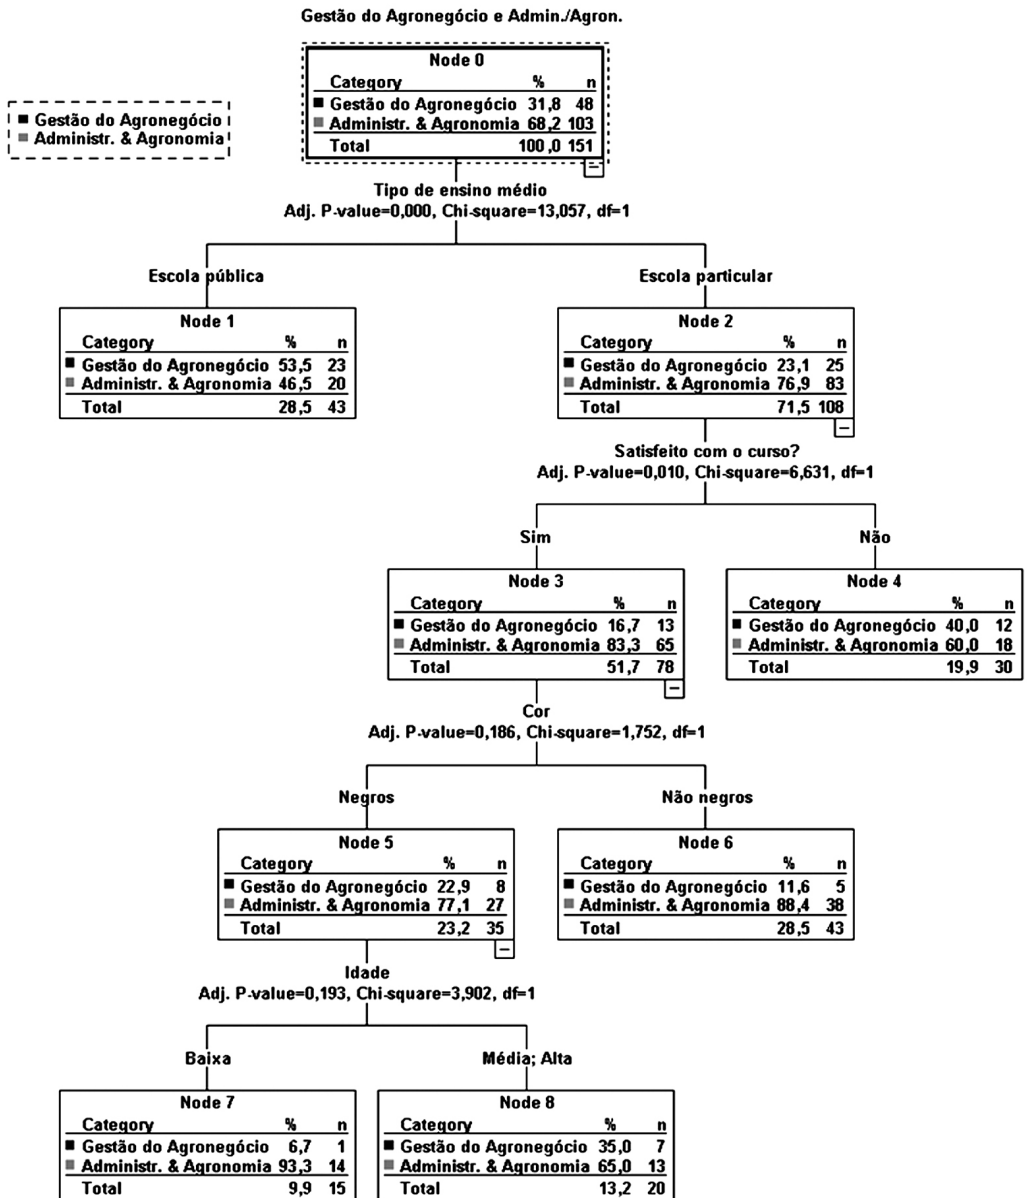 Gestão do Agronegócio e Admin./Agron.
Gestão do Agronegócio
Administr. & Agronomia
Node 0
Category % n
Gestão do Agronegócio 31,8 48
Administr. & Agronomia 68,2 103
Total 100,0 151
Tipo de ensino médio
Adj. P-value=0,000, Chi-square=13,057, df=1
Escola pública
Escola particular
Node 1
Category % n
Gestão do Agronegócio 53,5 23
Administr. & Agronomia 46,5 20
Total 28,5 43
Node 2
Category % n
Gestão do Agronegócio 23,1 25
Administr. & Agronomia 76,9 83
Total 71,5 108
Satisfeito com o curso?
Adj. P-value=0,010, Chi-square=6,631, df=1
Sim
Não
Node 3
Category % n
Gestão do Agronegócio 16,7 13
Administr. & Agronomia 83,3 65
Total 51,7 78
Node 4
Category % n
Gestão do Agronegócio 40,0 12
Administr. & Agronomia 60,0 18
Total 19,9 30
Cor
Adj. P-value=0,186, Chi-square=1,752, df=1
Negros
Não negros
Node 5
Category % n
Gestão do Agronegócio 22,9 8
Administr. & Agronomia 77,1 27
Total 23,2 35
Node 6
Category % n
Gestão do Agronegócio 11,6 5
Administr. & Agronomia 88,4 38
Total 28,5 43
Idade
Adj. P-value=0,193, Chi-square=3,902, df=1
Baixa
Média; Alta
Node 7
Category % n
Gestão do Agronegócio 6,7 1
Administr. & Agronomia 93,3 14
Total 9,9 15
Node 8
Category % n
Gestão do Agronegócio 35,0 7
Administr. & Agronomia 65,0 13
Total 13,2 20